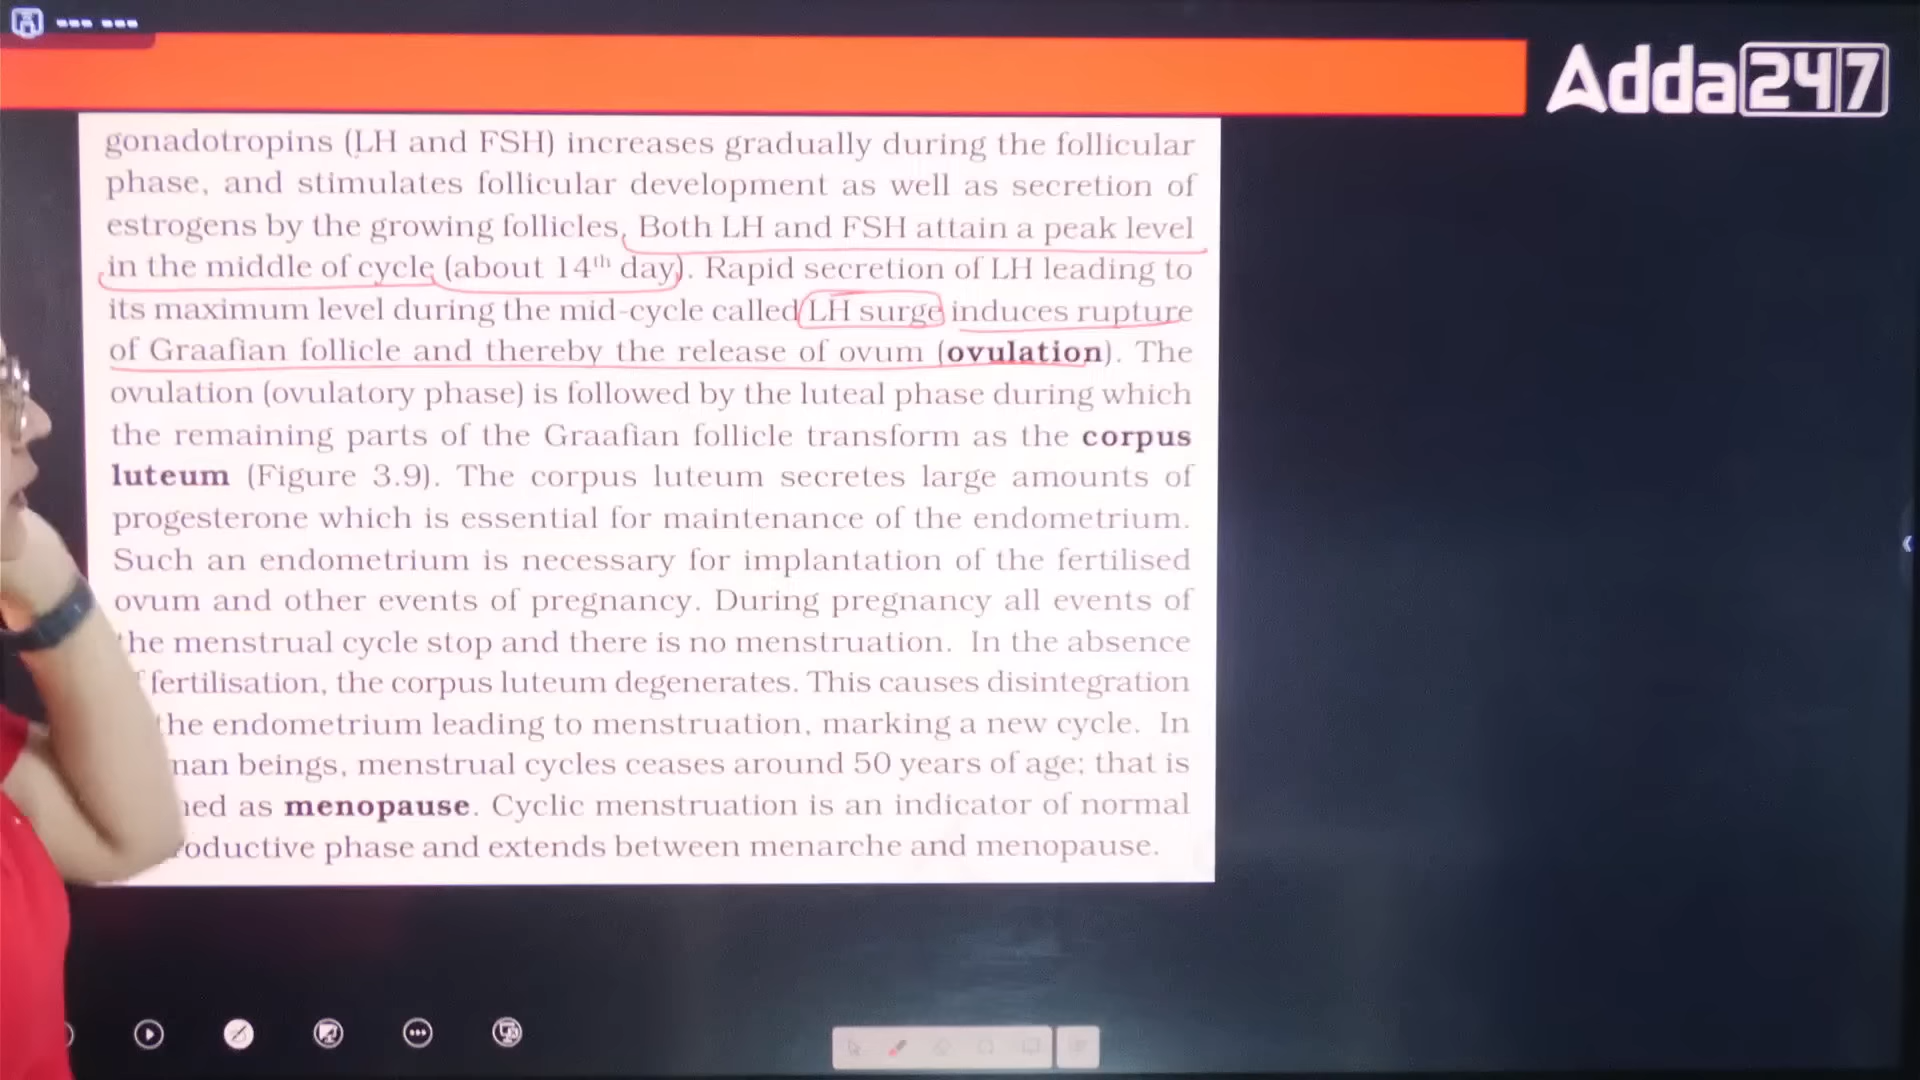 Adda247
gonadotropins (LH and FSH) increases gradually during the follicular
phase, and stimulates follicular development as well as secretion of
estrogens by the growing follicles. Both LH and FSH attain a peak level
in the middle of cycle (about 14th day). Rapid secretion of LH leading to
its maximum level during the mid-cycle called LH surge induces rupture
of Graafian follicle and thereby the release of ovum (ovulation). The
ovulation (ovulatory phase) is followed by the luteal phase during which
the remaining parts of the Graafian follicle transform as the corpus
luteum (Figure 3.9). The corpus luteum secretes large amounts of
progesterone which is essential for maintenance of the endometrium.
Such an endometrium is necessary for implantation of the fertilised
ovum and other events of pregnancy. During pregnancy all events of
he menstrual cycle stop and there is no menstruation. In the absence
fertilisation, the corpus luteum degenerates. This causes disintegration
he endometrium leading to menstruation, marking a new cycle. In
man beings, menstrual cycles ceases around 50 years of age; that is
ed as menopause. Cyclic menstruation is an indicator of normal
oductive phase and extends between menarche and menopause.